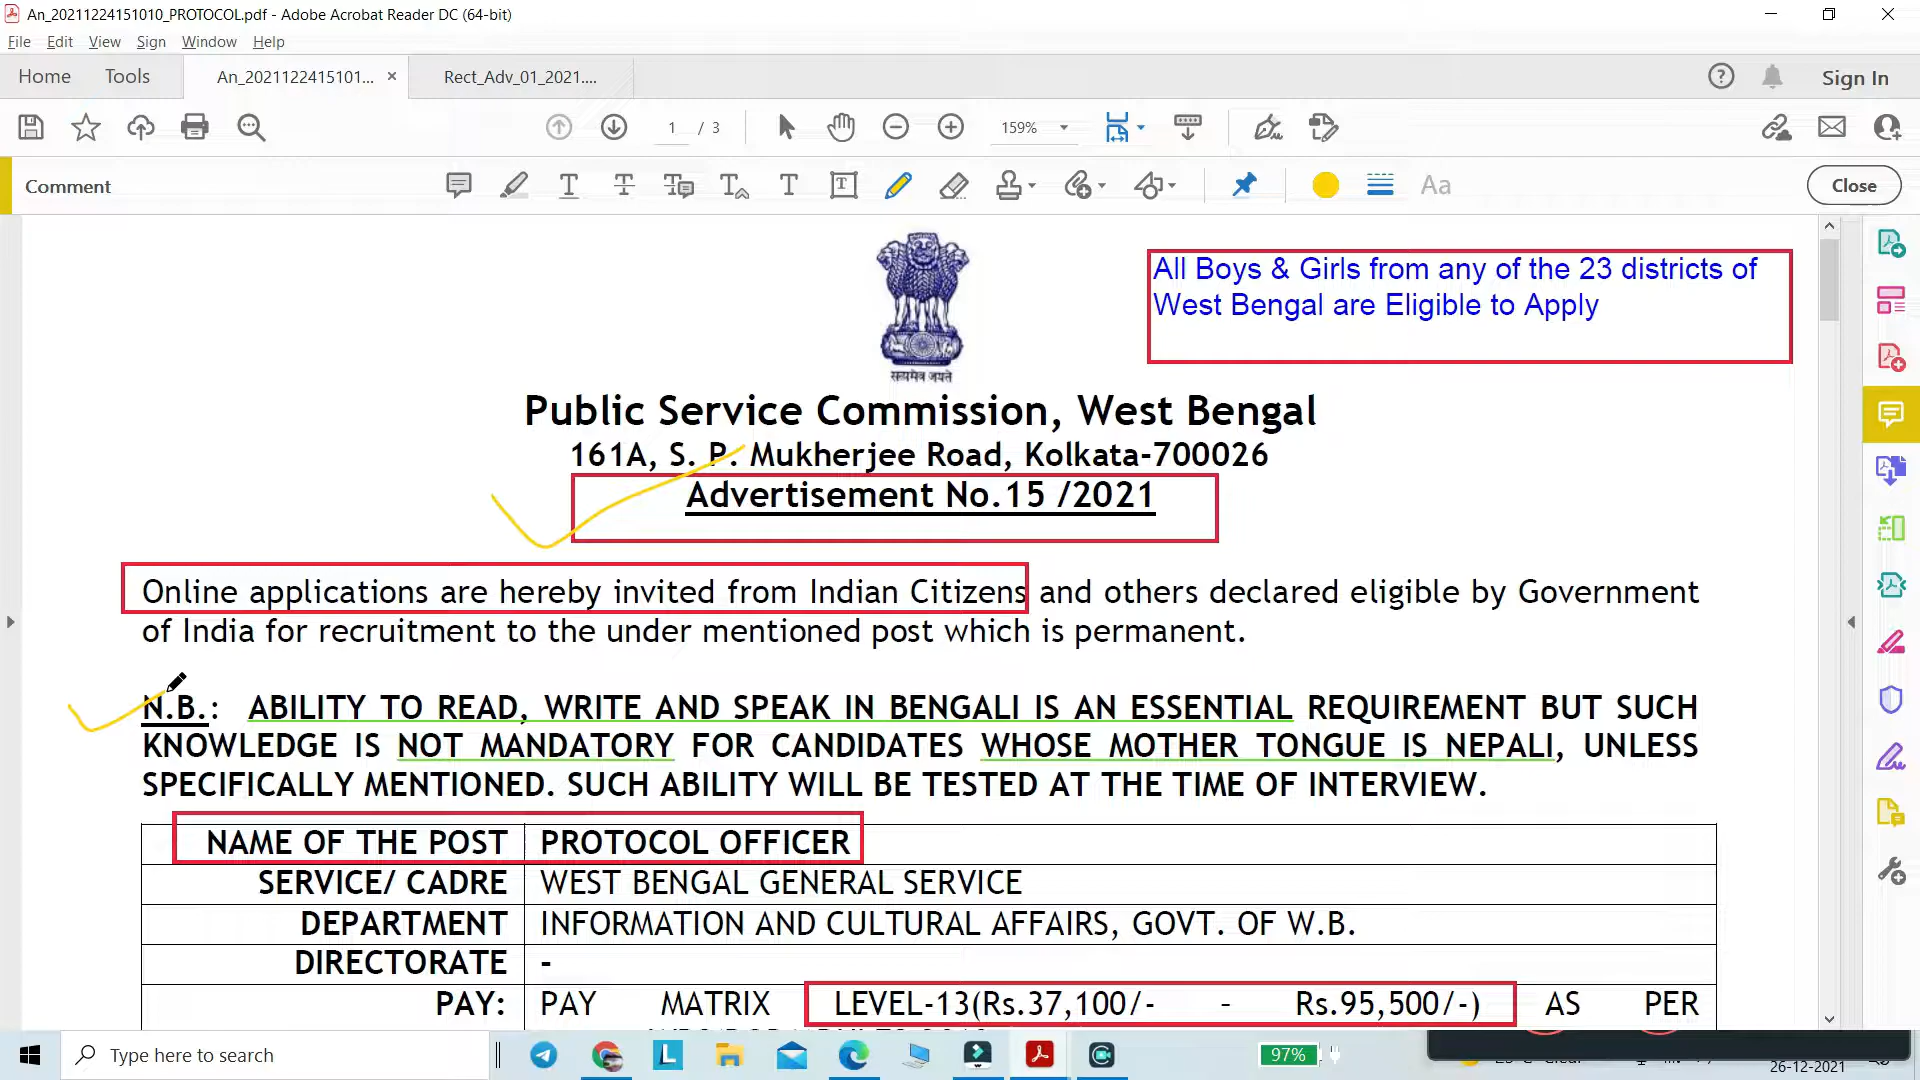 An_20211224151010_PROTOCOL.pdf - Adobe Acrobat Reader DC (64-bit)
File Edit View Sign Window Help
Home Tools An_2021122415101... × Rect_Adv_01_2021.... Sign In
1 / 3 159%
Comment Close
All Boys & Girls from any of the 23 districts of
West Bengal are Eligible to Apply
सत्यमेव जयते
Public Service Commission, West Bengal
161A, S. P. Mukherjee Road, Kolkata-700026
Advertisement No.15 /2021
Online applications are hereby invited from Indian Citizens and others declared eligible by Government
of India for recruitment to the under mentioned post which is permanent.
N.B.: ABILITY TO READ, WRITE AND SPEAK IN BENGALI IS AN ESSENTIAL REQUIREMENT BUT SUCH
KNOWLEDGE IS NOT MANDATORY FOR CANDIDATES WHOSE MOTHER TONGUE IS NEPALI, UNLESS
SPECIFICALLY MENTIONED. SUCH ABILITY WILL BE TESTED AT THE TIME OF INTERVIEW.
NAME OF THE POST PROTOCOL OFFICER
SERVICE/ CADRE WEST BENGAL GENERAL SERVICE
DEPARTMENT INFORMATION AND CULTURAL AFFAIRS, GOVT. OF W.B.
DIRECTORATE -
PAY: PAY MATRIX LEVEL-13(Rs.37,100/- - Rs.95,500/-) AS PER
Type here to search
97%
26-12-2021